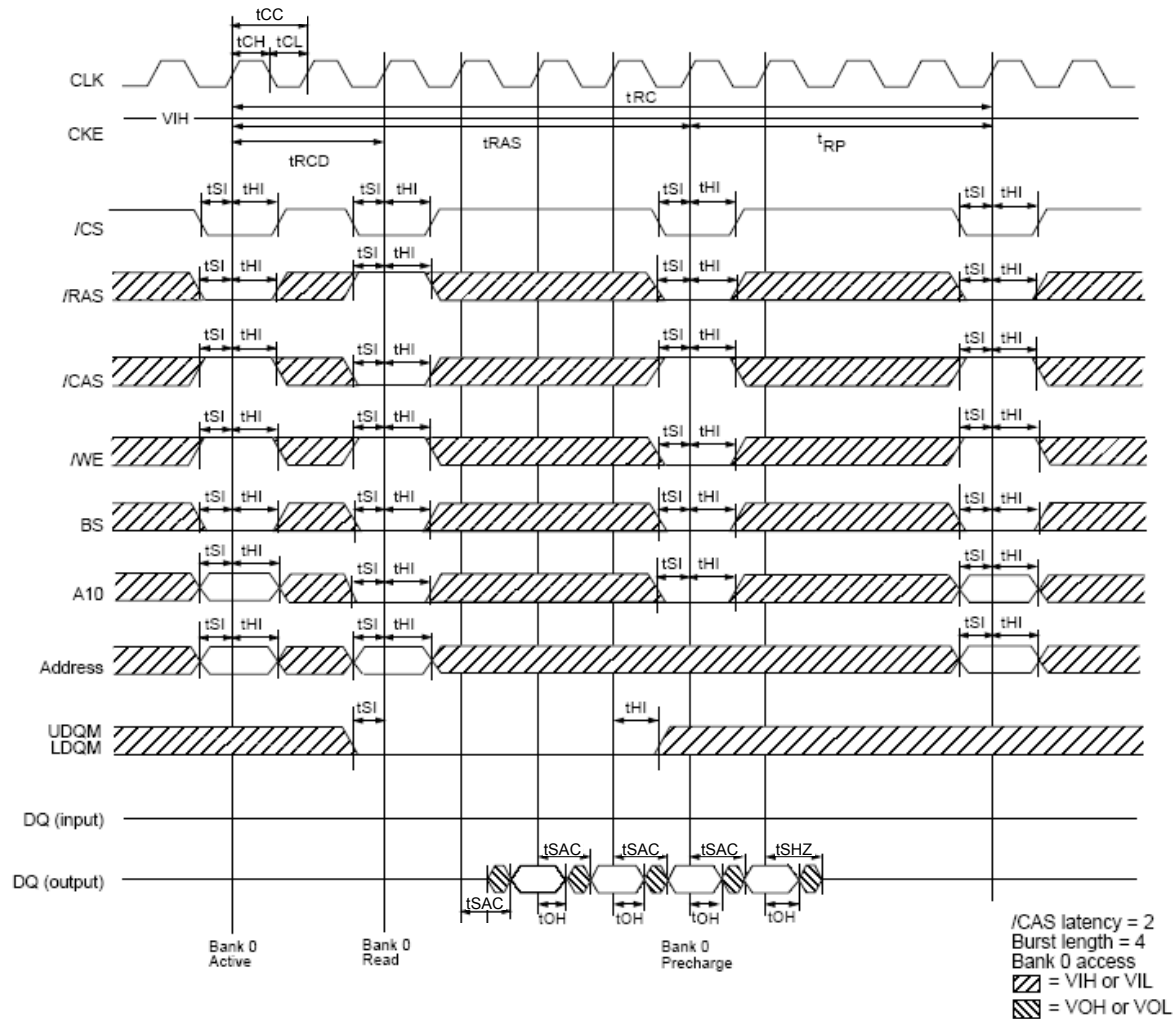 tCC
tCH tCL
CLK
tRC
VIH
CKE
tRCD tRAS tRP
tSI tHI tSI tHI tSI tHI tSI tHI
/CS
tSI tHI tSI tHI tSI tHI tSI tHI
/RAS
tSI tHI tSI tHI tSI tHI tSI tHI
/CAS
tSI tHI tSI tHI tSI tHI tSI tHI
/WE
tSI tHI tSI tHI tSI tHI tSI tHI
BS
tSI tHI tSI tHI tSI tHI tSI tHI
A10
tSI tHI tSI tHI tSI tHI
Address
tSI tHI
UDQM
LDQM
DQ (input)
tSAC tSAC tSAC tSHZ
DQ (output)
tSAC tOH tOH tOH tOH
Bank 0
Active
Bank 0
Read
Bank 0
Precharge
/CAS latency = 2
Burst length = 4
Bank 0 access
= VIH or VIL
= VOH or VOL